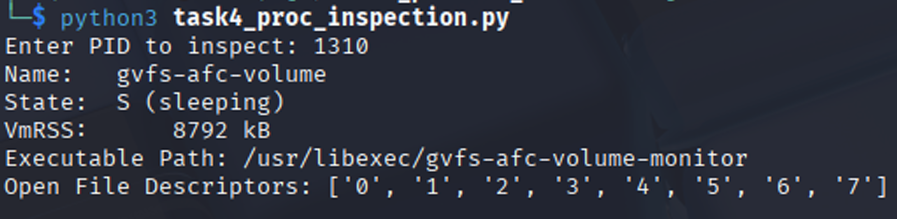 └─$ python3 task4_proc_inspection.py
Enter PID to inspect: 1310
Name:   gvfs-afc-volume
State:  S (sleeping)
VmRSS:      8792 kB
Executable Path: /usr/libexec/gvfs-afc-volume-monitor
Open File Descriptors: ['0', '1', '2', '3', '4', '5', '6', '7']